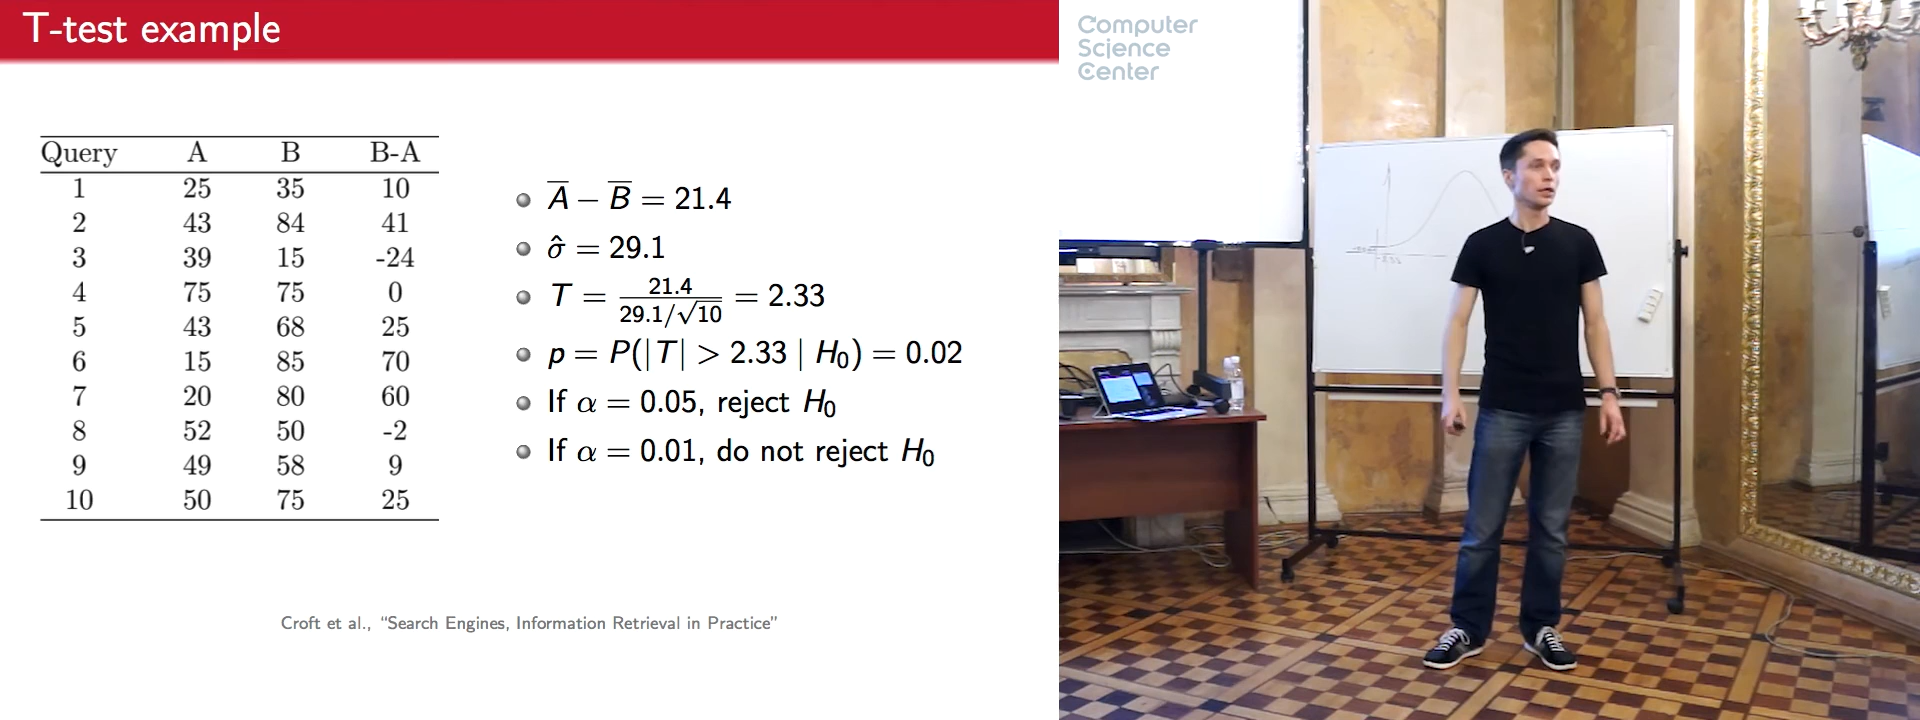 T-test example
Query A B B-A
1 25 35 10
2 43 84 41
3 39 15 -24
4 75 75 0
5 43 68 25
6 15 85 70
7 20 80 60
8 52 50 -2
9 49 58 9
10 50 75 25
A̅ − B̅ = 21.4
σ̂ = 29.1
T = 21.4 / 29.1/√10 = 2.33
p = P(|T| > 2.33 | H₀) = 0.02
If α = 0.05, reject H₀
If α = 0.01, do not reject H₀
Croft et al., “Search Engines, Information Retrieval in Practice”
Computer
Science
Center